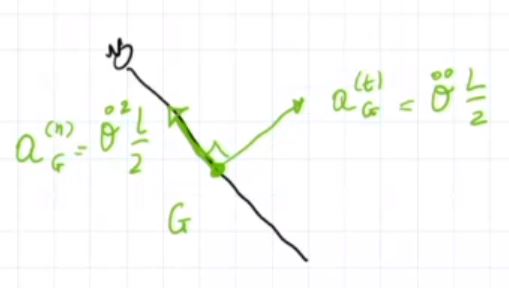 a_G^(n) = θ̇² L/2
a_G^(t) = θ̈ L/2
G